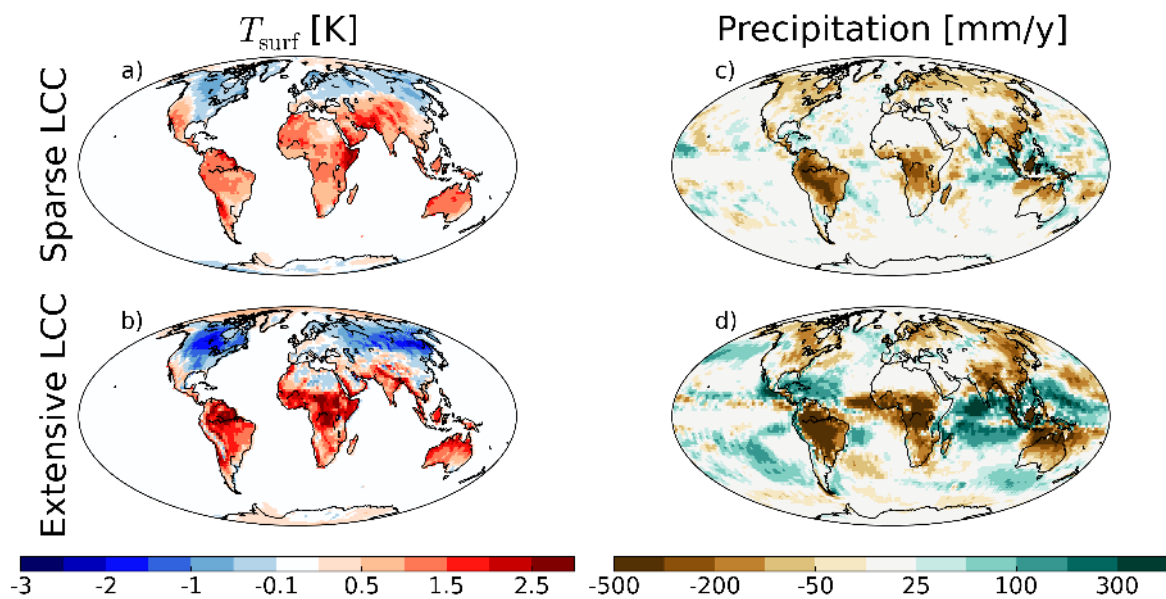 T_surf [K]
Precipitation [mm/y]
Sparse LCC
a)
c)
Extensive LCC
b)
d)
-3 -2 -1 -0.1 0.5 1.5 2.5
-500 -200 -50 25 100 300